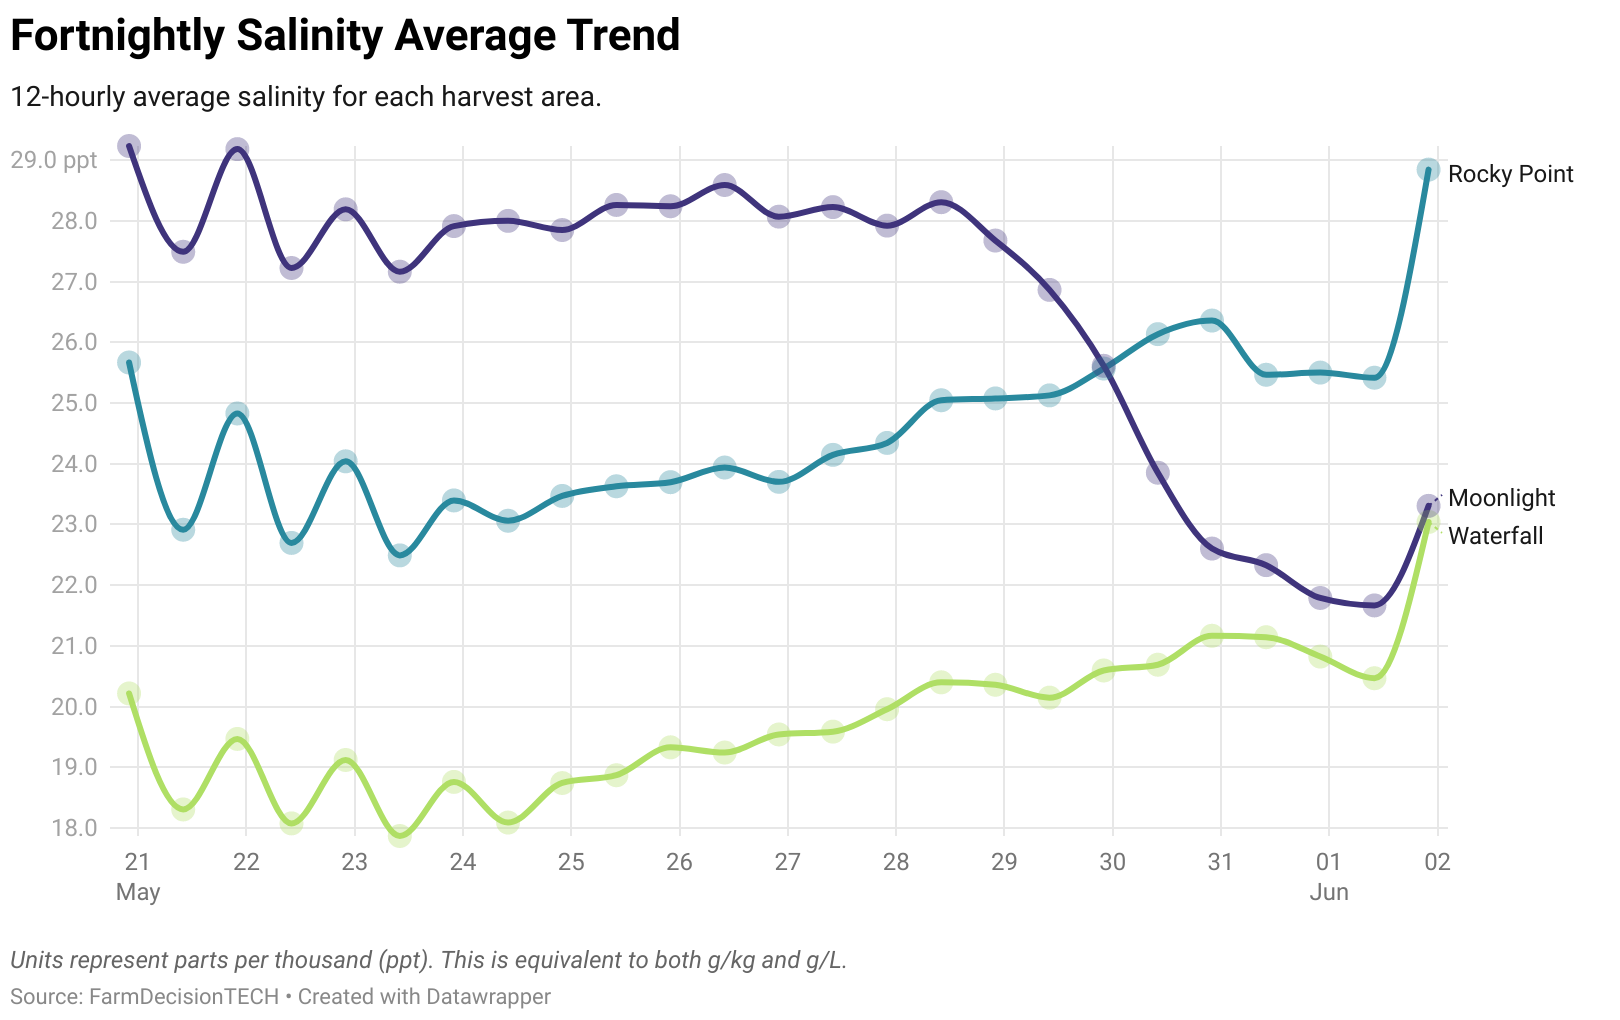 Fortnightly Salinity Average Trend
12-hourly average salinity for each harvest area.
29.0 ppt
28.0
27.0
26.0
25.0
24.0
23.0
22.0
21.0
20.0
19.0
18.0
Rocky Point
Moonlight
Waterfall
21 22 23 24 25 26 27 28 29 30 31 01 02
May Jun
Units represent parts per thousand (ppt). This is equivalent to both g/kg and g/L.
Source: FarmDecisionTECH • Created with Datawrapper